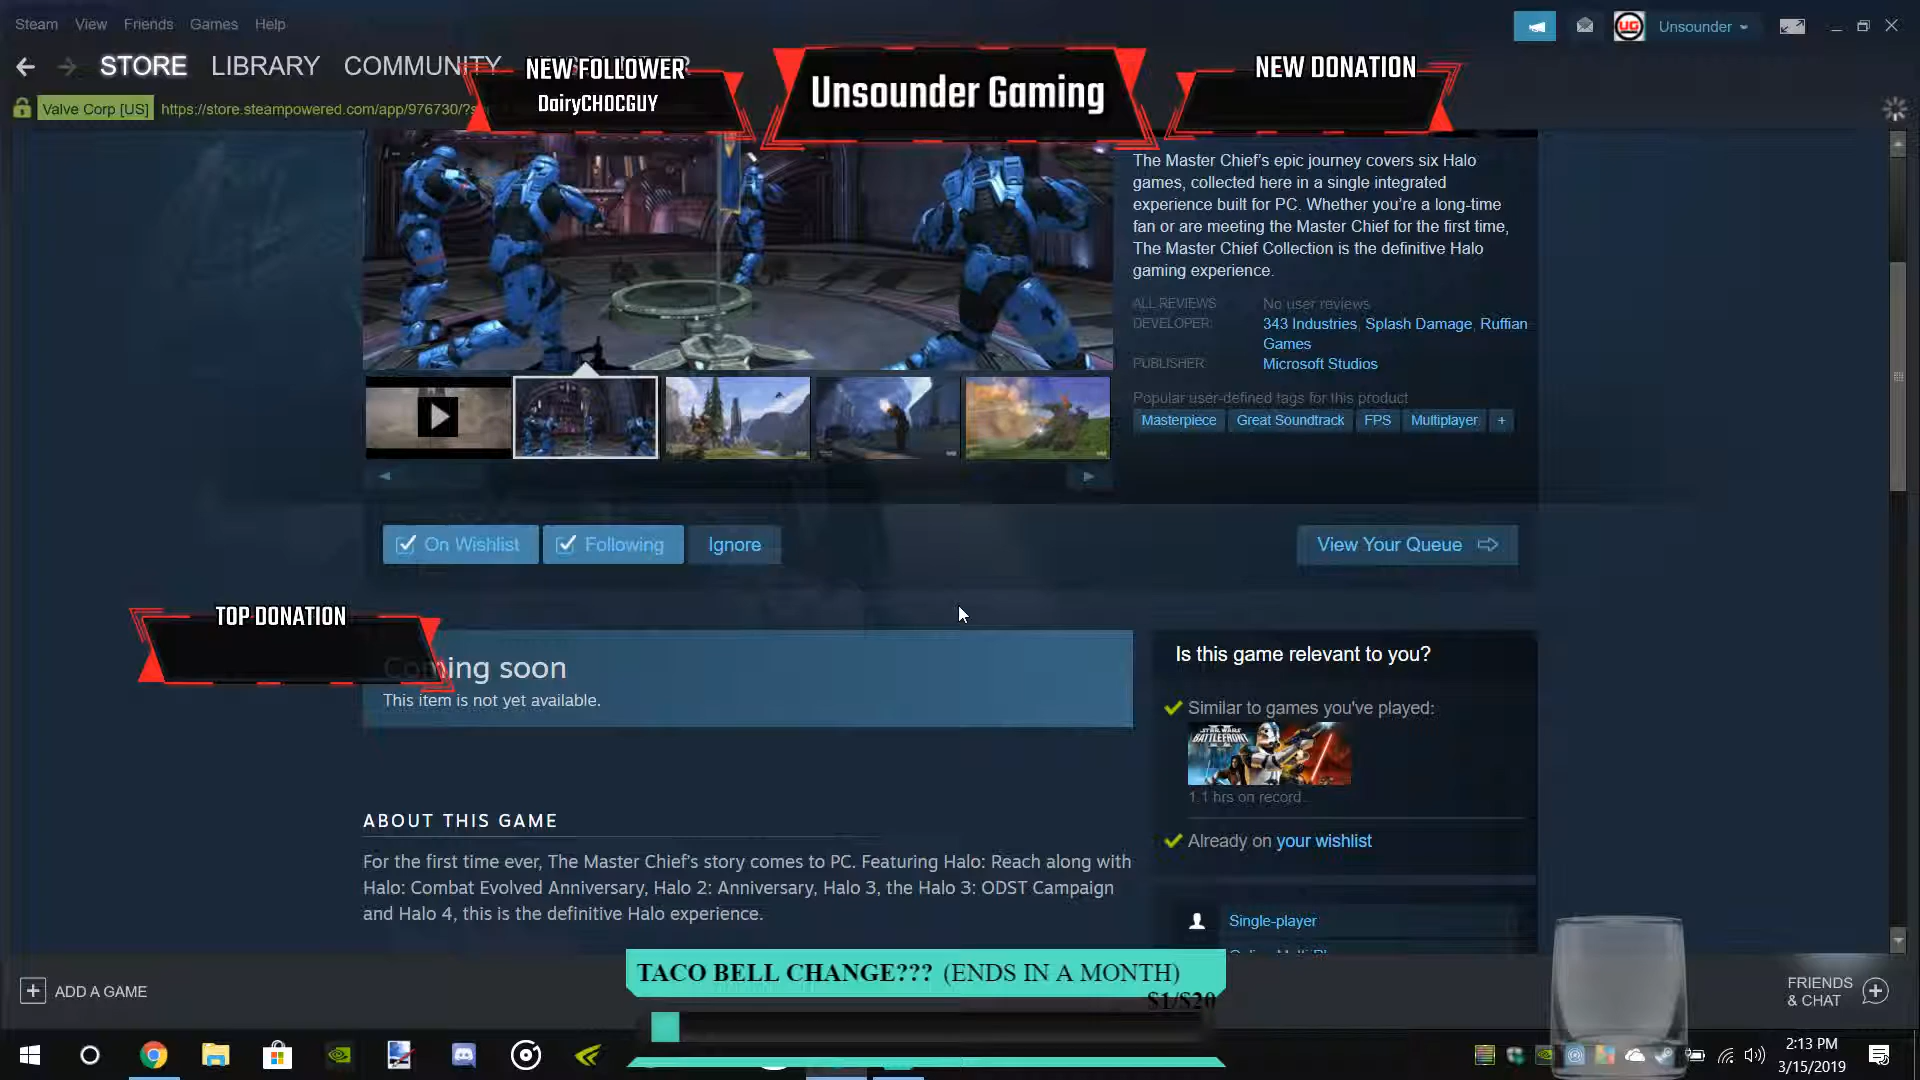 Steam View Friends Games Help
Unsounder
STORE LIBRARY COMMUNITY
NEW FOLLOWER
DairyCHOCGUY
Unsounder Gaming
NEW DONATION
Valve Corp [US] https://store.steampowered.com/app/976730/?s
The Master Chief's epic journey covers six Halo
games, collected here in a single integrated
experience built for PC. Whether you're a long-time
fan or are meeting the Master Chief for the first time,
The Master Chief Collection is the definitive Halo
gaming experience.
ALL REVIEWS No user reviews
DEVELOPER: 343 Industries, Splash Damage, Ruffian
Games
PUBLISHER: Microsoft Studios
Popular user-defined tags for this product
Masterpiece Great Soundtrack FPS Multiplayer +
STAR WARS
BATTLEFRONT
II
On Wishlist Following Ignore View Your Queue
TOP DONATION
Coming soon
This item is not yet available.
Is this game relevant to you?
Similar to games you've played:
1.1 hrs on record
Already on your wishlist
ABOUT THIS GAME
For the first time ever, The Master Chief's story comes to PC. Featuring Halo: Reach along with
Halo: Combat Evolved Anniversary, Halo 2: Anniversary, Halo 3, the Halo 3: ODST Campaign
and Halo 4, this is the definitive Halo experience.
Single-player
TACO BELL CHANGE??? (ENDS IN A MONTH)
$1/$20
+ ADD A GAME
FRIENDS
& CHAT
2:13 PM
3/15/2019